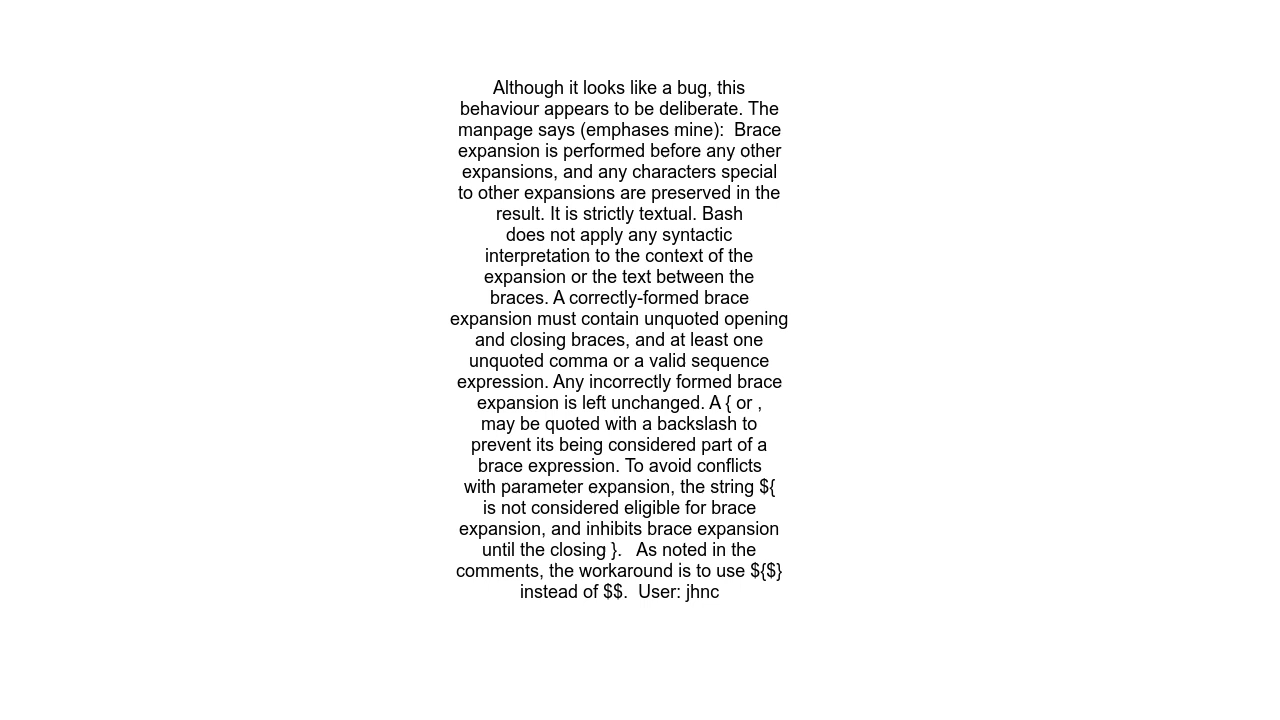 Although it looks like a bug, this
behaviour appears to be deliberate. The
manpage says (emphases mine):  Brace
expansion is performed before any other
expansions, and any characters special
to other expansions are preserved in the
result. It is strictly textual. Bash
does not apply any syntactic
interpretation to the context of the
expansion or the text between the
braces. A correctly-formed brace
expansion must contain unquoted opening
and closing braces, and at least one
unquoted comma or a valid sequence
expression. Any incorrectly formed brace
expansion is left unchanged. A { or ,
may be quoted with a backslash to
prevent its being considered part of a
brace expression. To avoid conflicts
with parameter expansion, the string ${
is not considered eligible for brace
expansion, and inhibits brace expansion
until the closing }.   As noted in the
comments, the workaround is to use ${$}
instead of $$.  User: jhnc